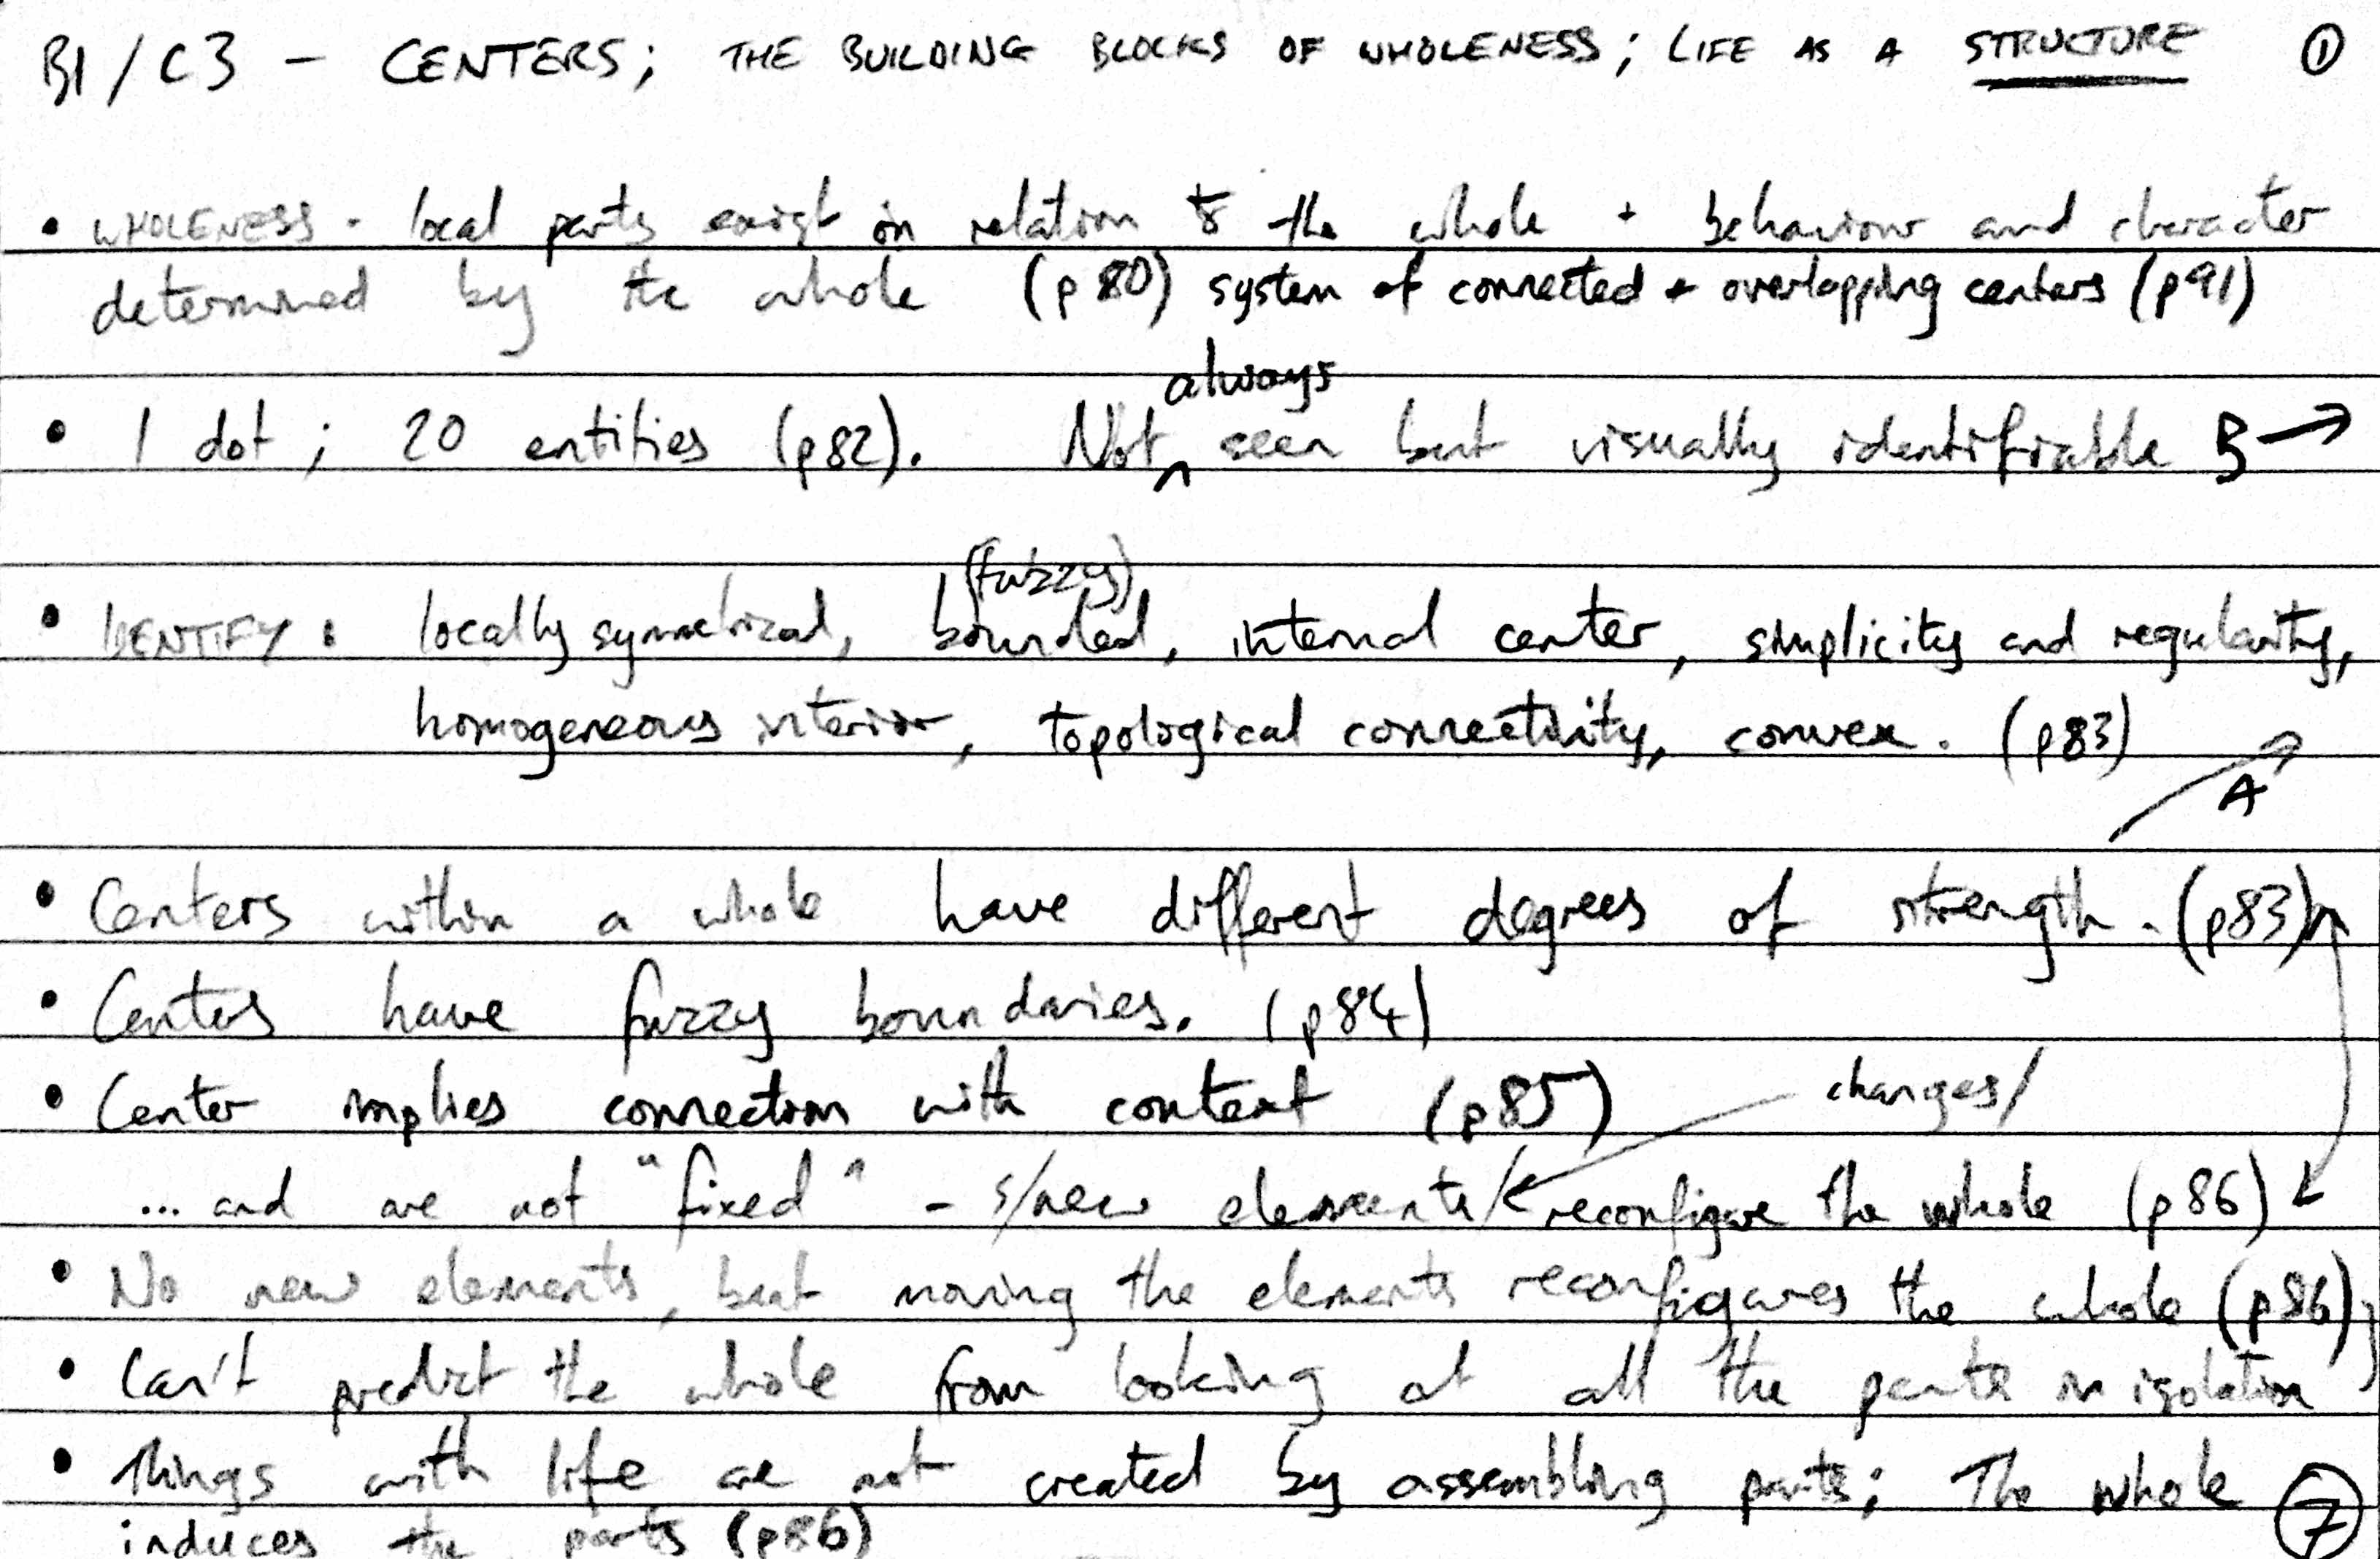 B1/C3 - CENTERS; THE BUILDING BLOCKS OF WHOLENESS; LIFE AS A STRUCTURE ①
• WHOLENESS - local parts exist in relation to the whole + behaviour and character
determined by the whole (p80) system of connected + overlapping centers (p91)
always
• 1 dot; 20 entities (p82). Not ^ seen but visually identifiable B→
(fuzzy)
• IDENTIFY: locally symmetrical, bounded, internal center, simplicity and regularity,
homogeneous interior, topological connectivity, convex. (p83)
A
• Centers within a whole have different degrees of strength. (p83)
• Centers have fuzzy boundaries. (p84)
• Center implies connection with context (p85) changes/
... and are not "fixed" - s/new elements/ reconfigure the whole (p86)
• No new elements, but moving the elements reconfigures the whole (p86)
• Can't predict the whole from looking at all the parts in isolation
• Things with life are not created by assembling parts; The whole ⑦
induces the parts (p86)